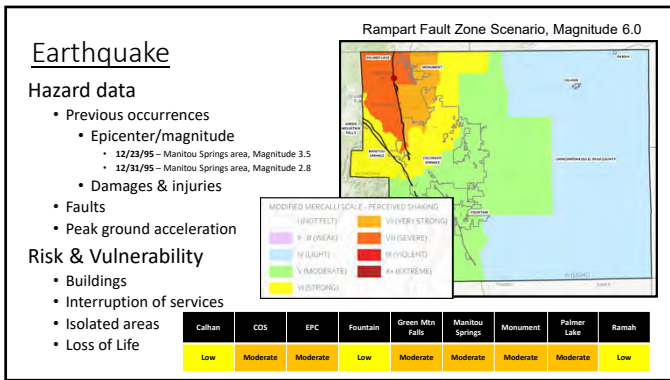 Rampart Fault Zone Scenario, Magnitude 6.0
Earthquake
Hazard data
• Previous occurrences
• Epicenter/magnitude
• 12/23/95 – Manitou Springs area, Magnitude 3.5
• 12/31/95 – Manitou Springs area, Magnitude 2.8
• Damages & injuries
• Faults
• Peak ground acceleration
Risk & Vulnerability
• Buildings
• Interruption of services
• Isolated areas
• Loss of Life
PALMER LAKE
MONUMENT
RAMAH
CALHAN
GREEN MOUNTAIN FALLS
MANITOU SPRINGS
COLORADO SPRINGS
UNINCORPORATED EL PASO COUNTY
FOUNTAIN
IV (LIGHT)
MODIFIED MERCALLI SCALE - PERCEIVED SHAKING
I (NOT FELT)
II - III (WEAK)
IV (LIGHT)
V (MODERATE)
VI (STRONG)
VII (VERY STRONG)
VIII (SEVERE)
IX (VIOLENT)
X+ (EXTREME)
Calhan COS EPC Fountain Green Mtn Falls Manitou Springs Monument Palmer Lake Ramah
Low Moderate Moderate Low Moderate Moderate Moderate Moderate Low